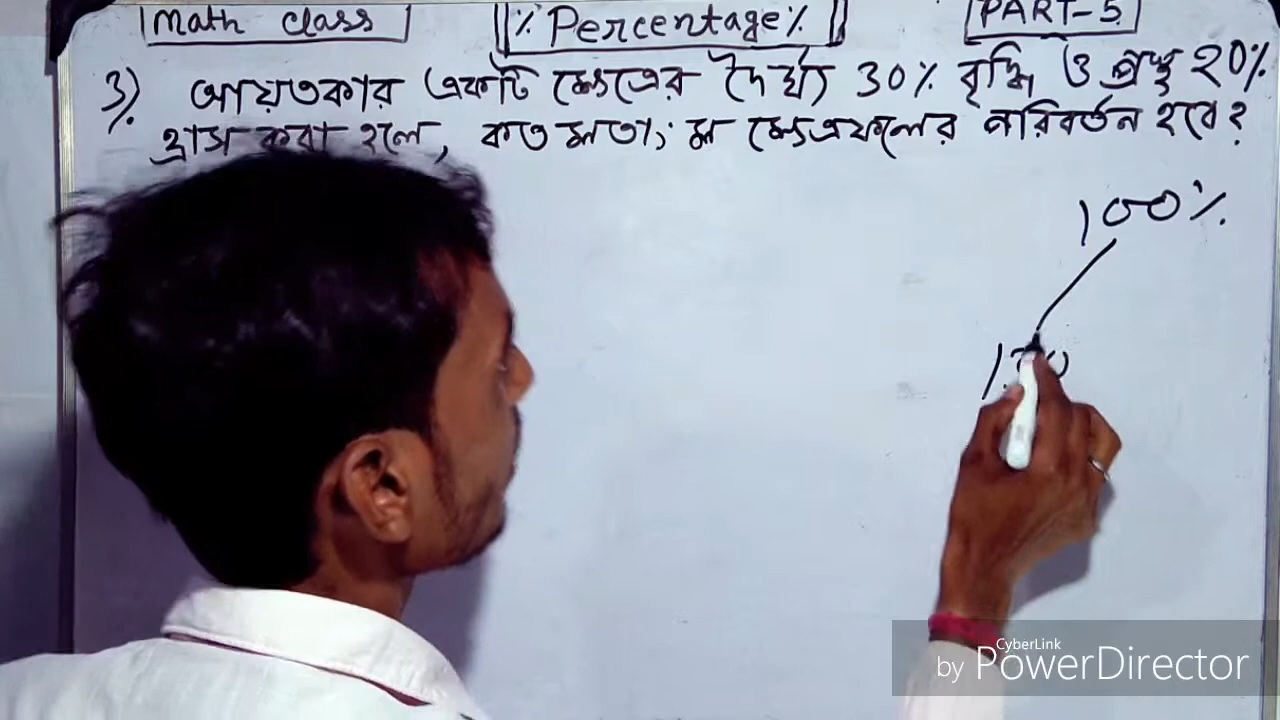 Math class
% Percentage %
PART-5
3) আয়তকার একটি ক্ষেত্রের দৈর্ঘ্য 30% বৃদ্ধি ও প্রস্থ 20%
হ্রাস করা হলে, কত শতাংশ ক্ষেত্রফলের পরিবর্তন হবে?
100%
CyberLink
by PowerDirector